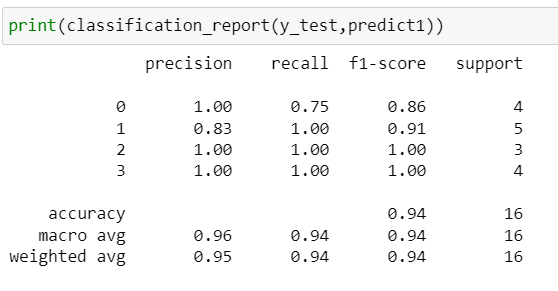 print(classification_report(y_test,predict1))
precision recall f1-score support
0 1.00 0.75 0.86 4
1 0.83 1.00 0.91 5
2 1.00 1.00 1.00 3
3 1.00 1.00 1.00 4
accuracy 0.94 16
macro avg 0.96 0.94 0.94 16
weighted avg 0.95 0.94 0.94 16